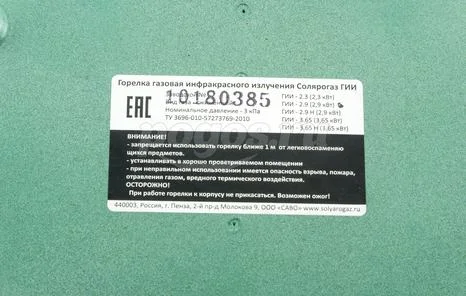 Горелка газовая инфракрасного излучения Солярогаз ГИИ
EAC
10180385
Номинальное давление - 3 кПа
ТУ 3696-010-57273769-2010
ГИИ - 2.3 (2,3 кВт)
ГИИ - 2.9 (2,9 кВт)
ГИИ - 2.9 Н (2,9 кВт)
ГИИ - 3,65 (3,65 кВт)
ГИИ - 3,65 Н (3,65 кВт)
ВНИМАНИЕ!
- запрещается использовать горелку ближе 1 м от легковоспаменяю
щихся предметов.
- устанавливать в хорошо проветриваемом помещении
- при неправильном использовании имеется опасность взрыва, пожара,
отравления газом, вредного термического воздействия.
ОСТОРОЖНО!
При работе горелки к корпусу не прикасаться. Возможен ожог!
440003, Россия, г. Пенза, 2-й пр-д Молокова 9, ООО «САВО» www.solyarogaz.ru